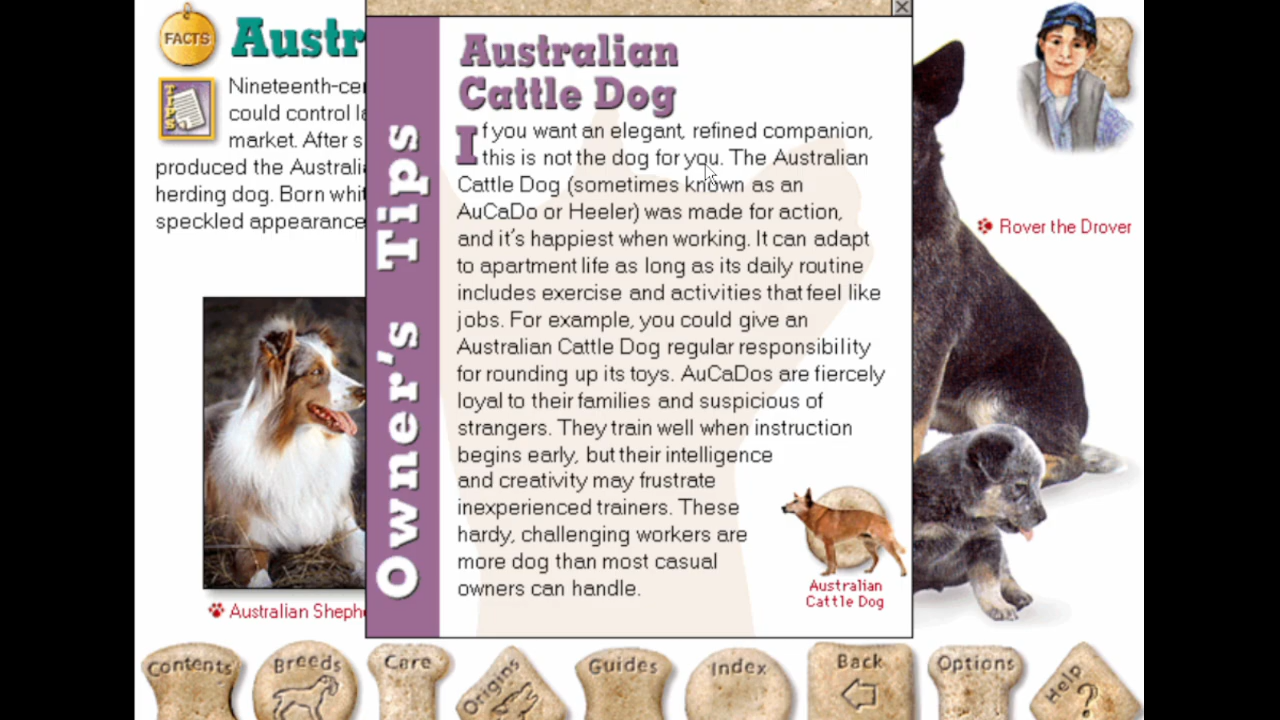 FACTS
Austr
TIPS
Nineteenth-cer
could control la
market. After s
produced the Australi
herding dog. Born whit
speckled appearance
Australian Sheph
Owner's Tips
Australian
Cattle Dog
If you want an elegant, refined companion,
this is not the dog for you. The Australian
Cattle Dog (sometimes known as an
AuCaDo or Heeler) was made for action,
and it's happiest when working. It can adapt
to apartment life as long as its daily routine
includes exercise and activities that feel like
jobs. For example, you could give an
Australian Cattle Dog regular responsibility
for rounding up its toys. AuCaDos are fiercely
loyal to their families and suspicious of
strangers. They train well when instruction
begins early, but their intelligence
and creativity may frustrate
inexperienced trainers. These
hardy, challenging workers are
more dog than most casual
owners can handle.
Australian
Cattle Dog
Rover the Drover
Contents
Breeds
Care
Origins
Guides
Index
Back
Options
Help
?